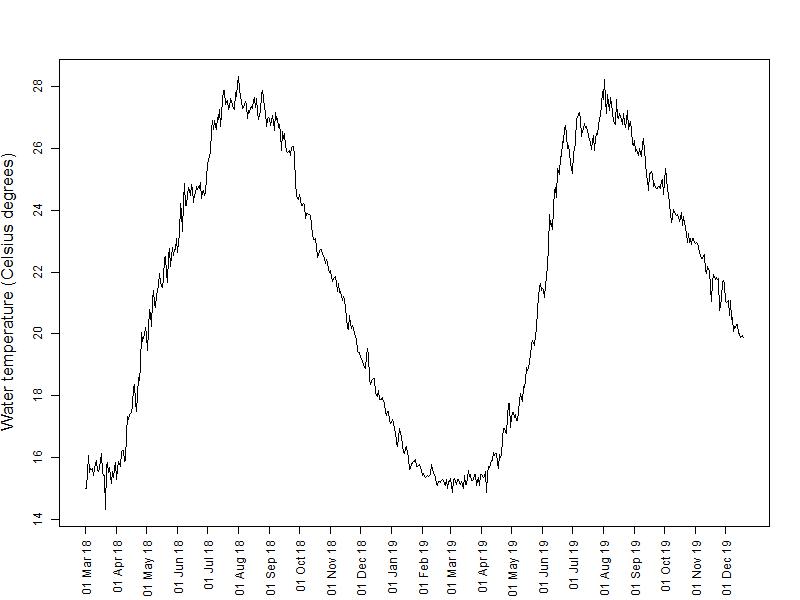 Water temperature (Celsius degrees)
28
26
24
22
20
18
16
14
01 Mar 18
01 Apr 18
01 May 18
01 Jun 18
01 Jul 18
01 Aug 18
01 Sep 18
01 Oct 18
01 Nov 18
01 Dec 18
01 Jan 19
01 Feb 19
01 Mar 19
01 Apr 19
01 May 19
01 Jun 19
01 Jul 19
01 Aug 19
01 Sep 19
01 Oct 19
01 Nov 19
01 Dec 19